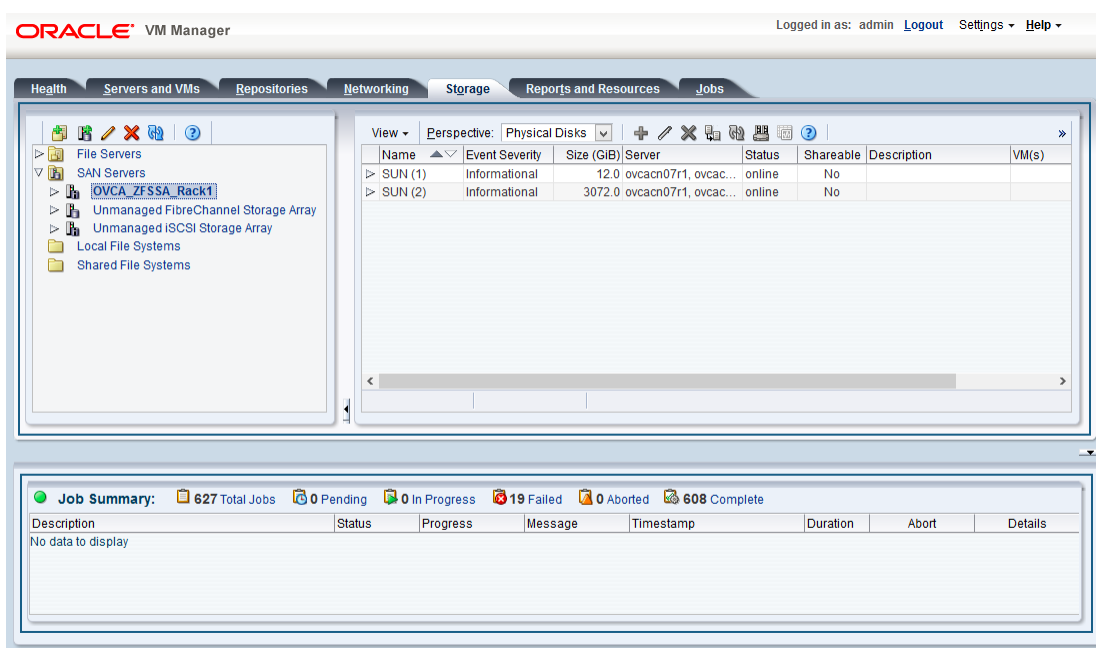 ORACLE VM Manager
Logged in as: admin Logout Settings Help
Health Servers and VMs Repositories Networking Storage Reports and Resources Jobs
File Servers
SAN Servers
OVCA_ZFSSA_Rack1
Unmanaged FibreChannel Storage Array
Unmanaged iSCSI Storage Array
Local File Systems
Shared File Systems
View Perspective: Physical Disks
Name Event Severity Size (GiB) Server Status Shareable Description VM(s)
SUN (1) Informational 12.0 ovcacn07r1, ovcac... online No
SUN (2) Informational 3072.0 ovcacn07r1, ovcac... online No
Job Summary: 627 Total Jobs 0 Pending 0 In Progress 19 Failed 0 Aborted 608 Complete
Description Status Progress Message Timestamp Duration Abort Details
No data to display